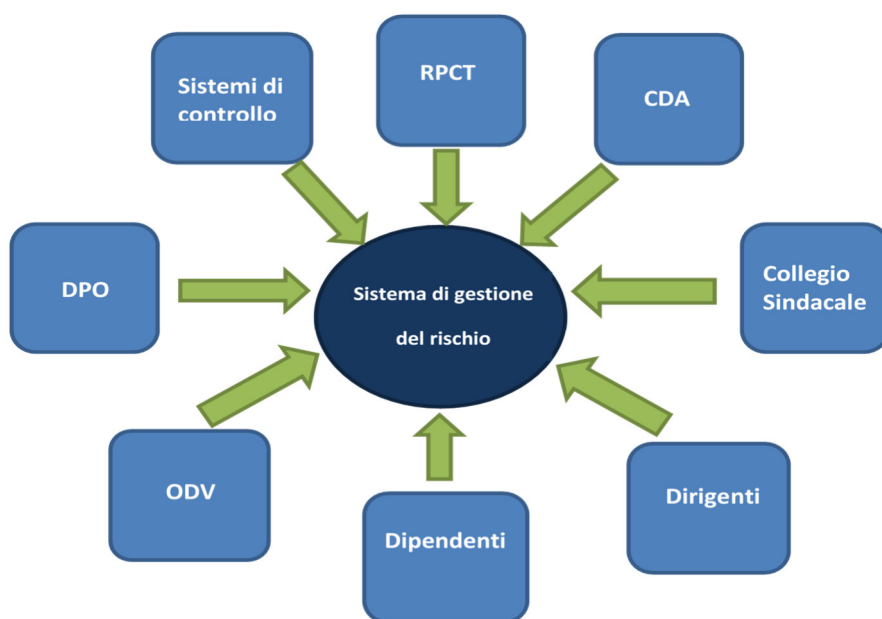 RPCT
Sistemi di
controllo
CDA
DPO
Sistema di gestione
del rischio
Collegio
Sindacale
ODV
Dipendenti
Dirigenti